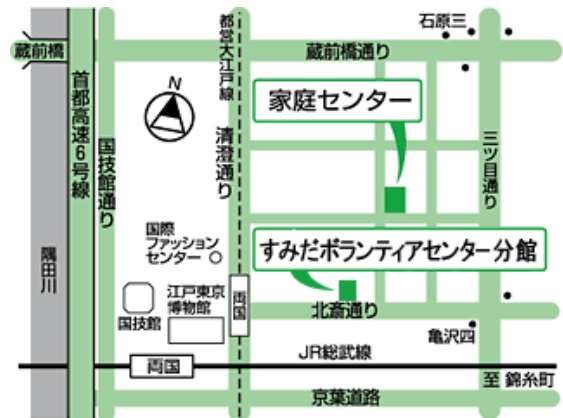 石原三
蔵前橋
蔵前橋通り
都営大江戸線
首都高速6号線
N
家庭センター
国技館通り
清澄通り
三ツ目通り
国際
ファッション
センター
すみだボランティアセンター分館
隅田川
江戸東京
博物館
国技館
両国
北斎通り
亀沢四
JR総武線
両国
至 錦糸町
京葉道路